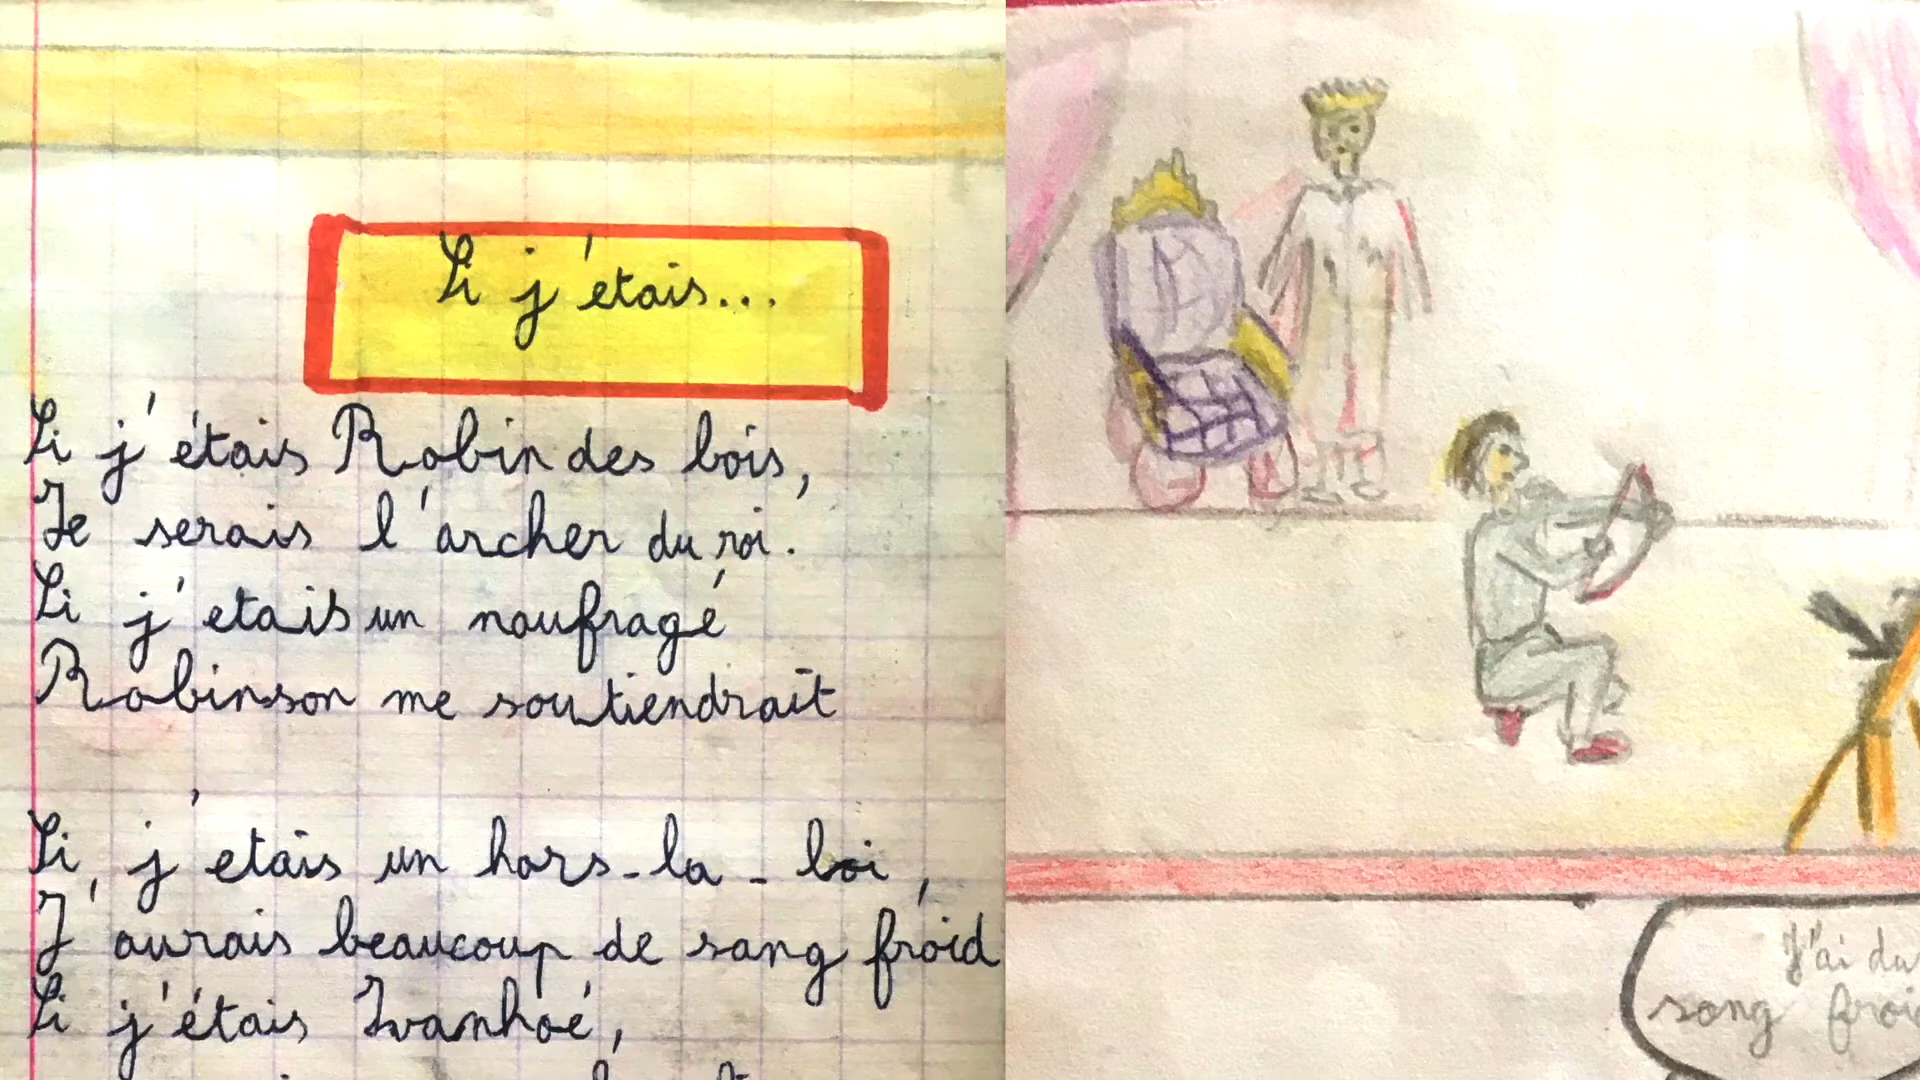 Si j'étais...
Si j'étais Robin des bois,
Je serais l'archer du roi.
Si j'étais un naufragé
Robinson me soutiendrait
Si, j'étais un hors-la-loi,
J'aurais beaucoup de sang froid
Si j'étais Ivanhoé,
J'ai du
sang froid